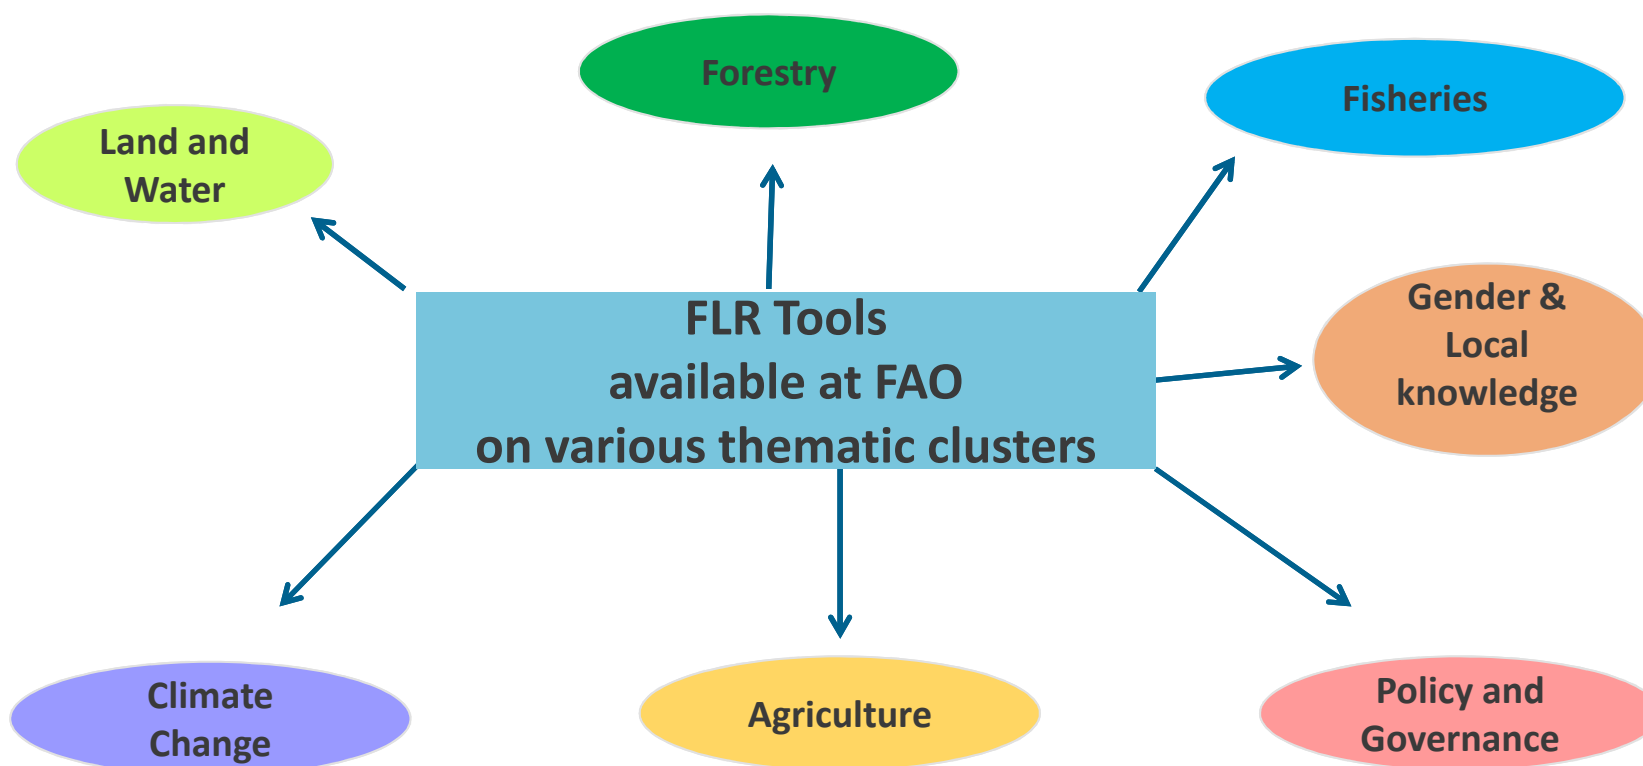 Forestry
Fisheries
Land and
Water
Gender &
Local
knowledge
FLR Tools
available at FAO
on various thematic clusters
Climate
Change
Agriculture
Policy and
Governance